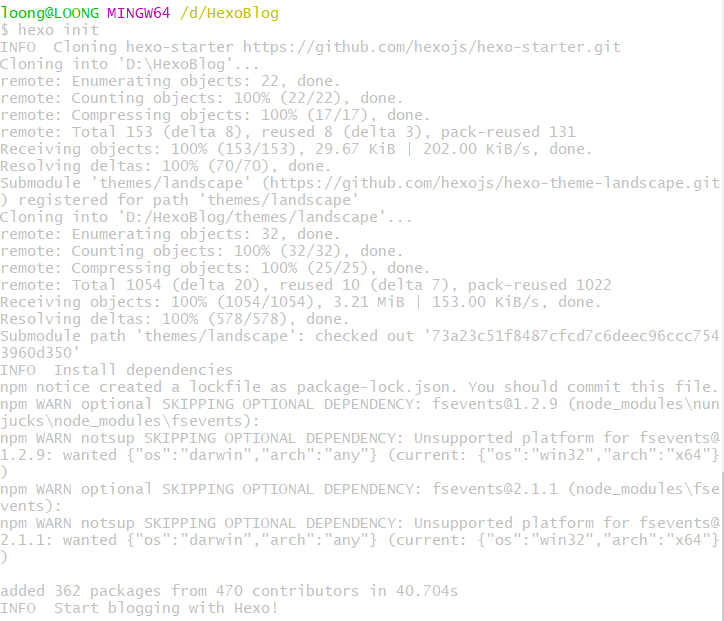 loong@LOONG MINGW64 /d/HexoBlog
$ hexo init
INFO  Cloning hexo-starter https://github.com/hexojs/hexo-starter.git
Cloning into 'D:\HexoBlog'...
remote: Enumerating objects: 22, done.
remote: Counting objects: 100% (22/22), done.
remote: Compressing objects: 100% (17/17), done.
remote: Total 153 (delta 8), reused 8 (delta 3), pack-reused 131
Receiving objects: 100% (153/153), 29.67 KiB | 202.00 KiB/s, done.
Resolving deltas: 100% (70/70), done.
Submodule 'themes/landscape' (https://github.com/hexojs/hexo-theme-landscape.git
) registered for path 'themes/landscape'
Cloning into 'D:/HexoBlog/themes/landscape'...
remote: Enumerating objects: 32, done.
remote: Counting objects: 100% (32/32), done.
remote: Compressing objects: 100% (25/25), done.
remote: Total 1054 (delta 20), reused 10 (delta 7), pack-reused 1022
Receiving objects: 100% (1054/1054), 3.21 MiB | 153.00 KiB/s, done.
Resolving deltas: 100% (578/578), done.
Submodule path 'themes/landscape': checked out '73a23c51f8487cfcd7c6deec96ccc754
3960d350'
INFO  Install dependencies
npm notice created a lockfile as package-lock.json. You should commit this file.
npm WARN optional SKIPPING OPTIONAL DEPENDENCY: fsevents@1.2.9 (node_modules\nun
jucks\node_modules\fsevents):
npm WARN notsup SKIPPING OPTIONAL DEPENDENCY: Unsupported platform for fsevents@
1.2.9: wanted {"os":"darwin","arch":"any"} (current: {"os":"win32","arch":"x64"}
)
npm WARN optional SKIPPING OPTIONAL DEPENDENCY: fsevents@2.1.1 (node_modules\fse
vents):
npm WARN notsup SKIPPING OPTIONAL DEPENDENCY: Unsupported platform for fsevents@
2.1.1: wanted {"os":"darwin","arch":"any"} (current: {"os":"win32","arch":"x64"}
)
added 362 packages from 470 contributors in 40.704s
INFO  Start blogging with Hexo!